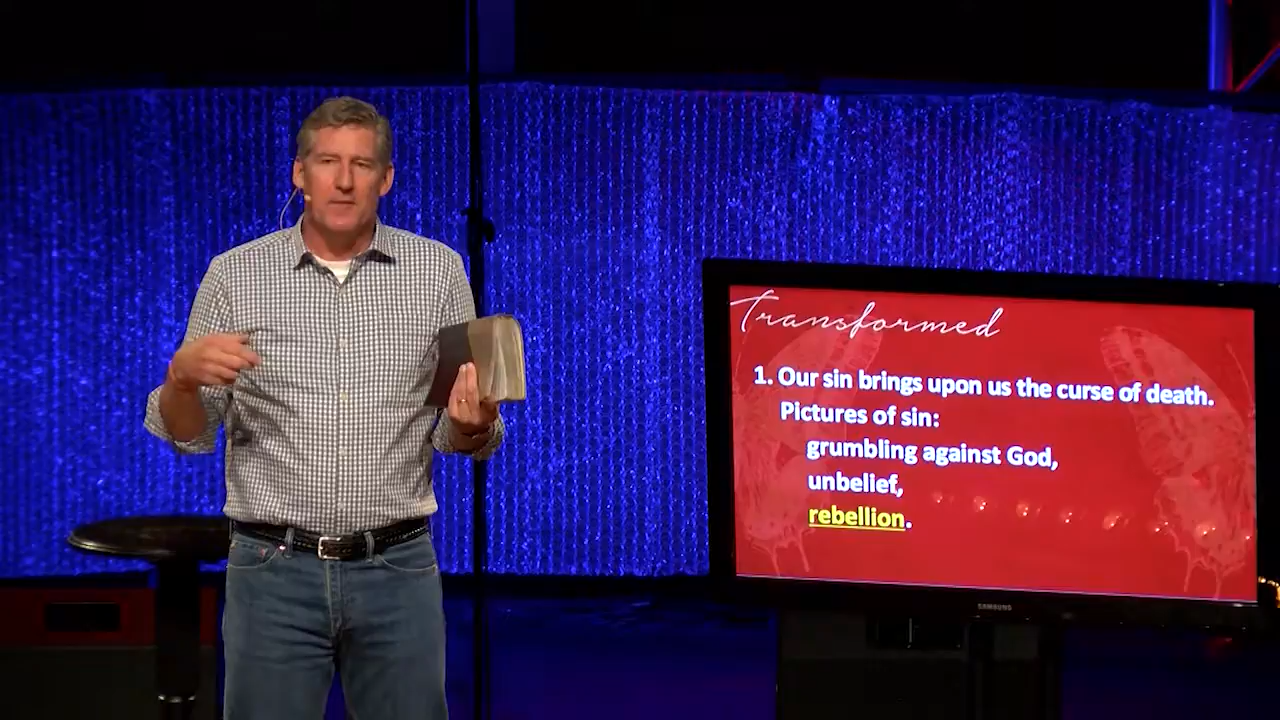 Transformed
1. Our sin brings upon us the curse of death.
Pictures of sin:
grumbling against God,
unbelief,
rebellion.
SAMSUNG